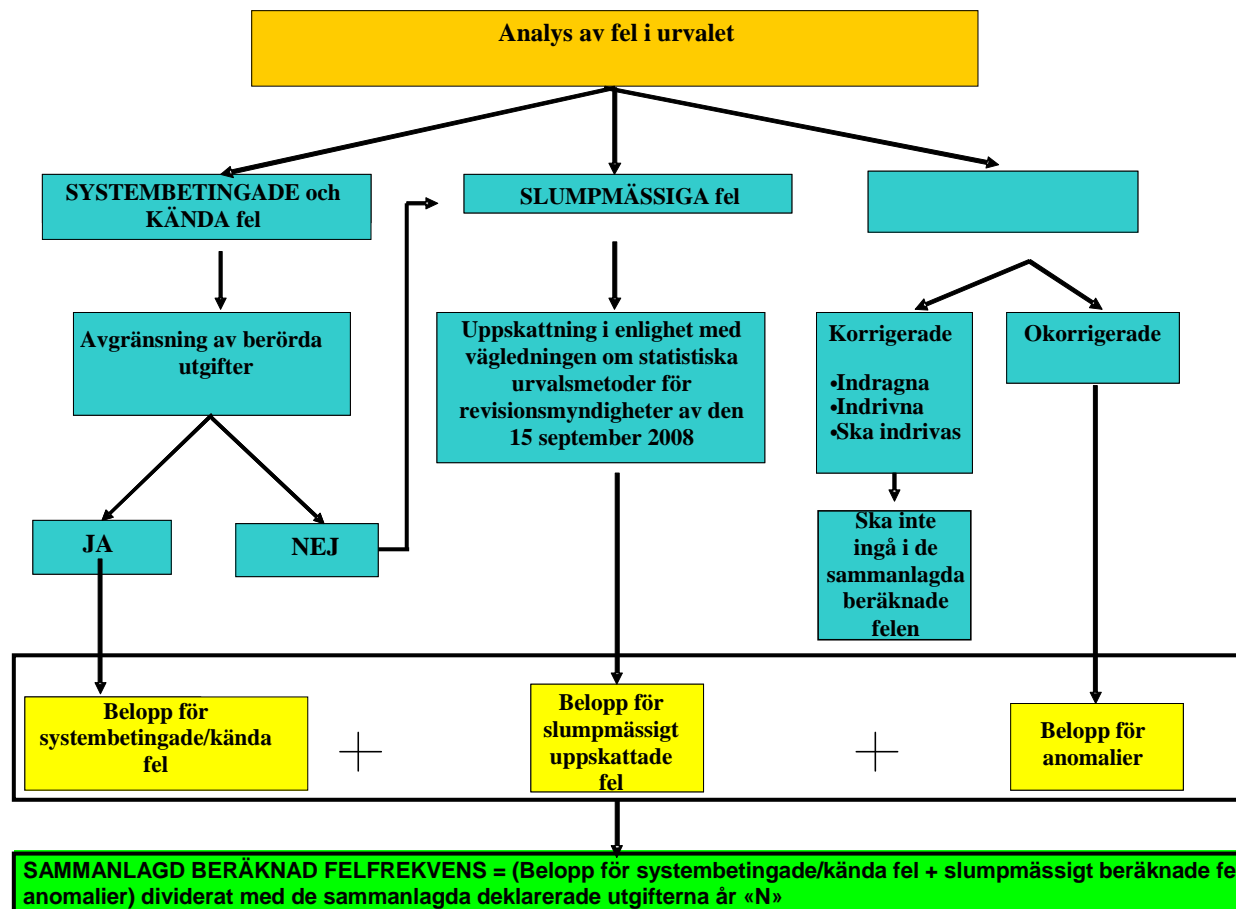 Analys av fel i urvalet
SYSTEMBETINGADE och
KÄNDA fel
SLUMPMÄSSIGA fel
Avgränsning av berörda
utgifter
Uppskattning i enlighet med
vägledningen om statistiska
urvalsmetoder för
revisionsmyndigheter av den
15 september 2008
Korrigerade
•Indragna
•Indrivna
•Ska indrivas
Okorrigerade
JA
NEJ
Ska inte
ingå i de
sammanlagda
beräknade
felen
Belopp för
systembetingade/kända
fel
+
Belopp för
slumpmässigt
uppskattade
fel
+
Belopp för
anomalier
SAMMANLAGD BERÄKNAD FELFREKVENS = (Belopp för systembetingade/kända fel + slumpmässigt beräknade fe
anomalier) dividerat med de sammanlagda deklarerade utgifterna år «N»